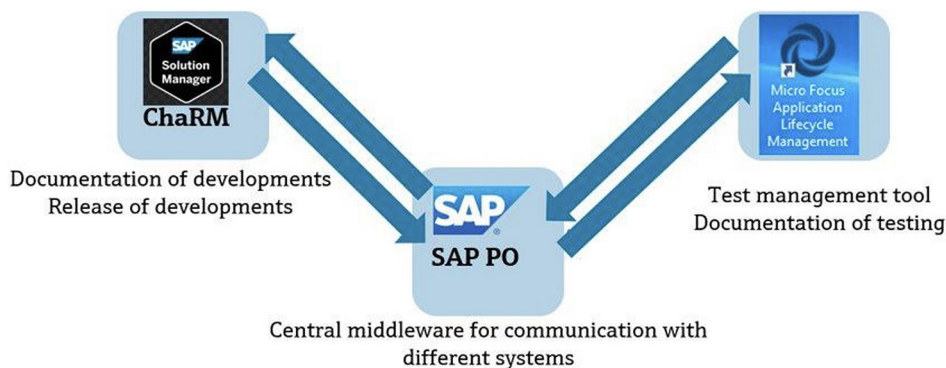 SAP
Solution
Manager
ChaRM
Documentation of developments
Release of developments
Micro Focus
Application
Lifecycle
Management
Test management tool
Documentation of testing
SAP
SAP PO
Central middleware for communication with
different systems